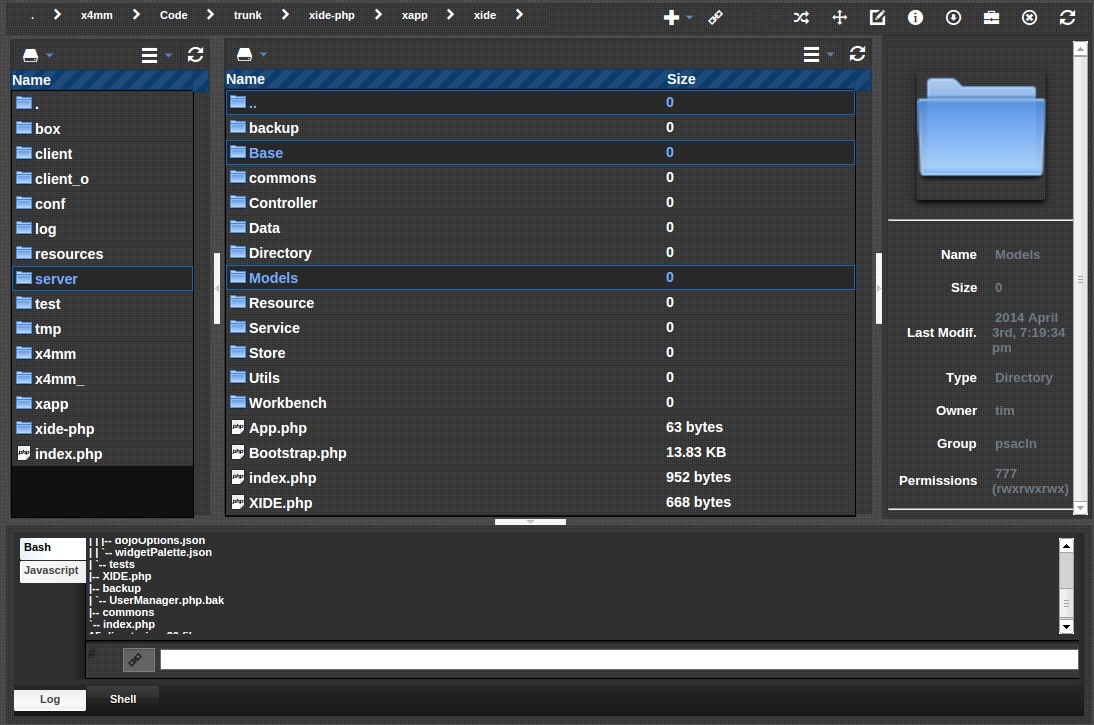 . x4mm Code trunk xide-php xapp xide
Name
.
box
client
client_o
conf
log
resources
server
test
tmp
x4mm
x4mm_
xapp
xide-php
index.php
Name Size
.. 0
backup 0
Base 0
commons 0
Controller 0
Data 0
Directory 0
Models 0
Resource 0
Service 0
Store 0
Utils 0
Workbench 0
App.php 63 bytes
Bootstrap.php 13.83 KB
index.php 952 bytes
XIDE.php 668 bytes
Name Models
Size 0
Last Modif. 2014 April
3rd, 7:19:34
pm
Type Directory
Owner tim
Group psacln
Permissions 777
(rwxrwxrwx)
Bash
Javascript
| | |-- dojoOptions.json
| | `-- widgetPalette.json
| `-- tests
|-- XIDE.php
|-- backup
| `-- UserManager.php.bak
|-- commons
`-- index.php
#
Log Shell